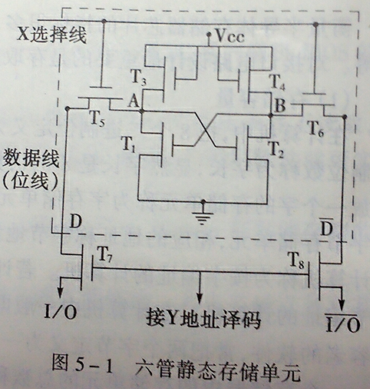 X选择线
Vcc
T3
T4
A
B
T5
T6
T1
T2
数据线
(位线)
D
D̅
T7
T8
I/O
接Y地址译码
I/O̅
图5-1 六管静态存储单元